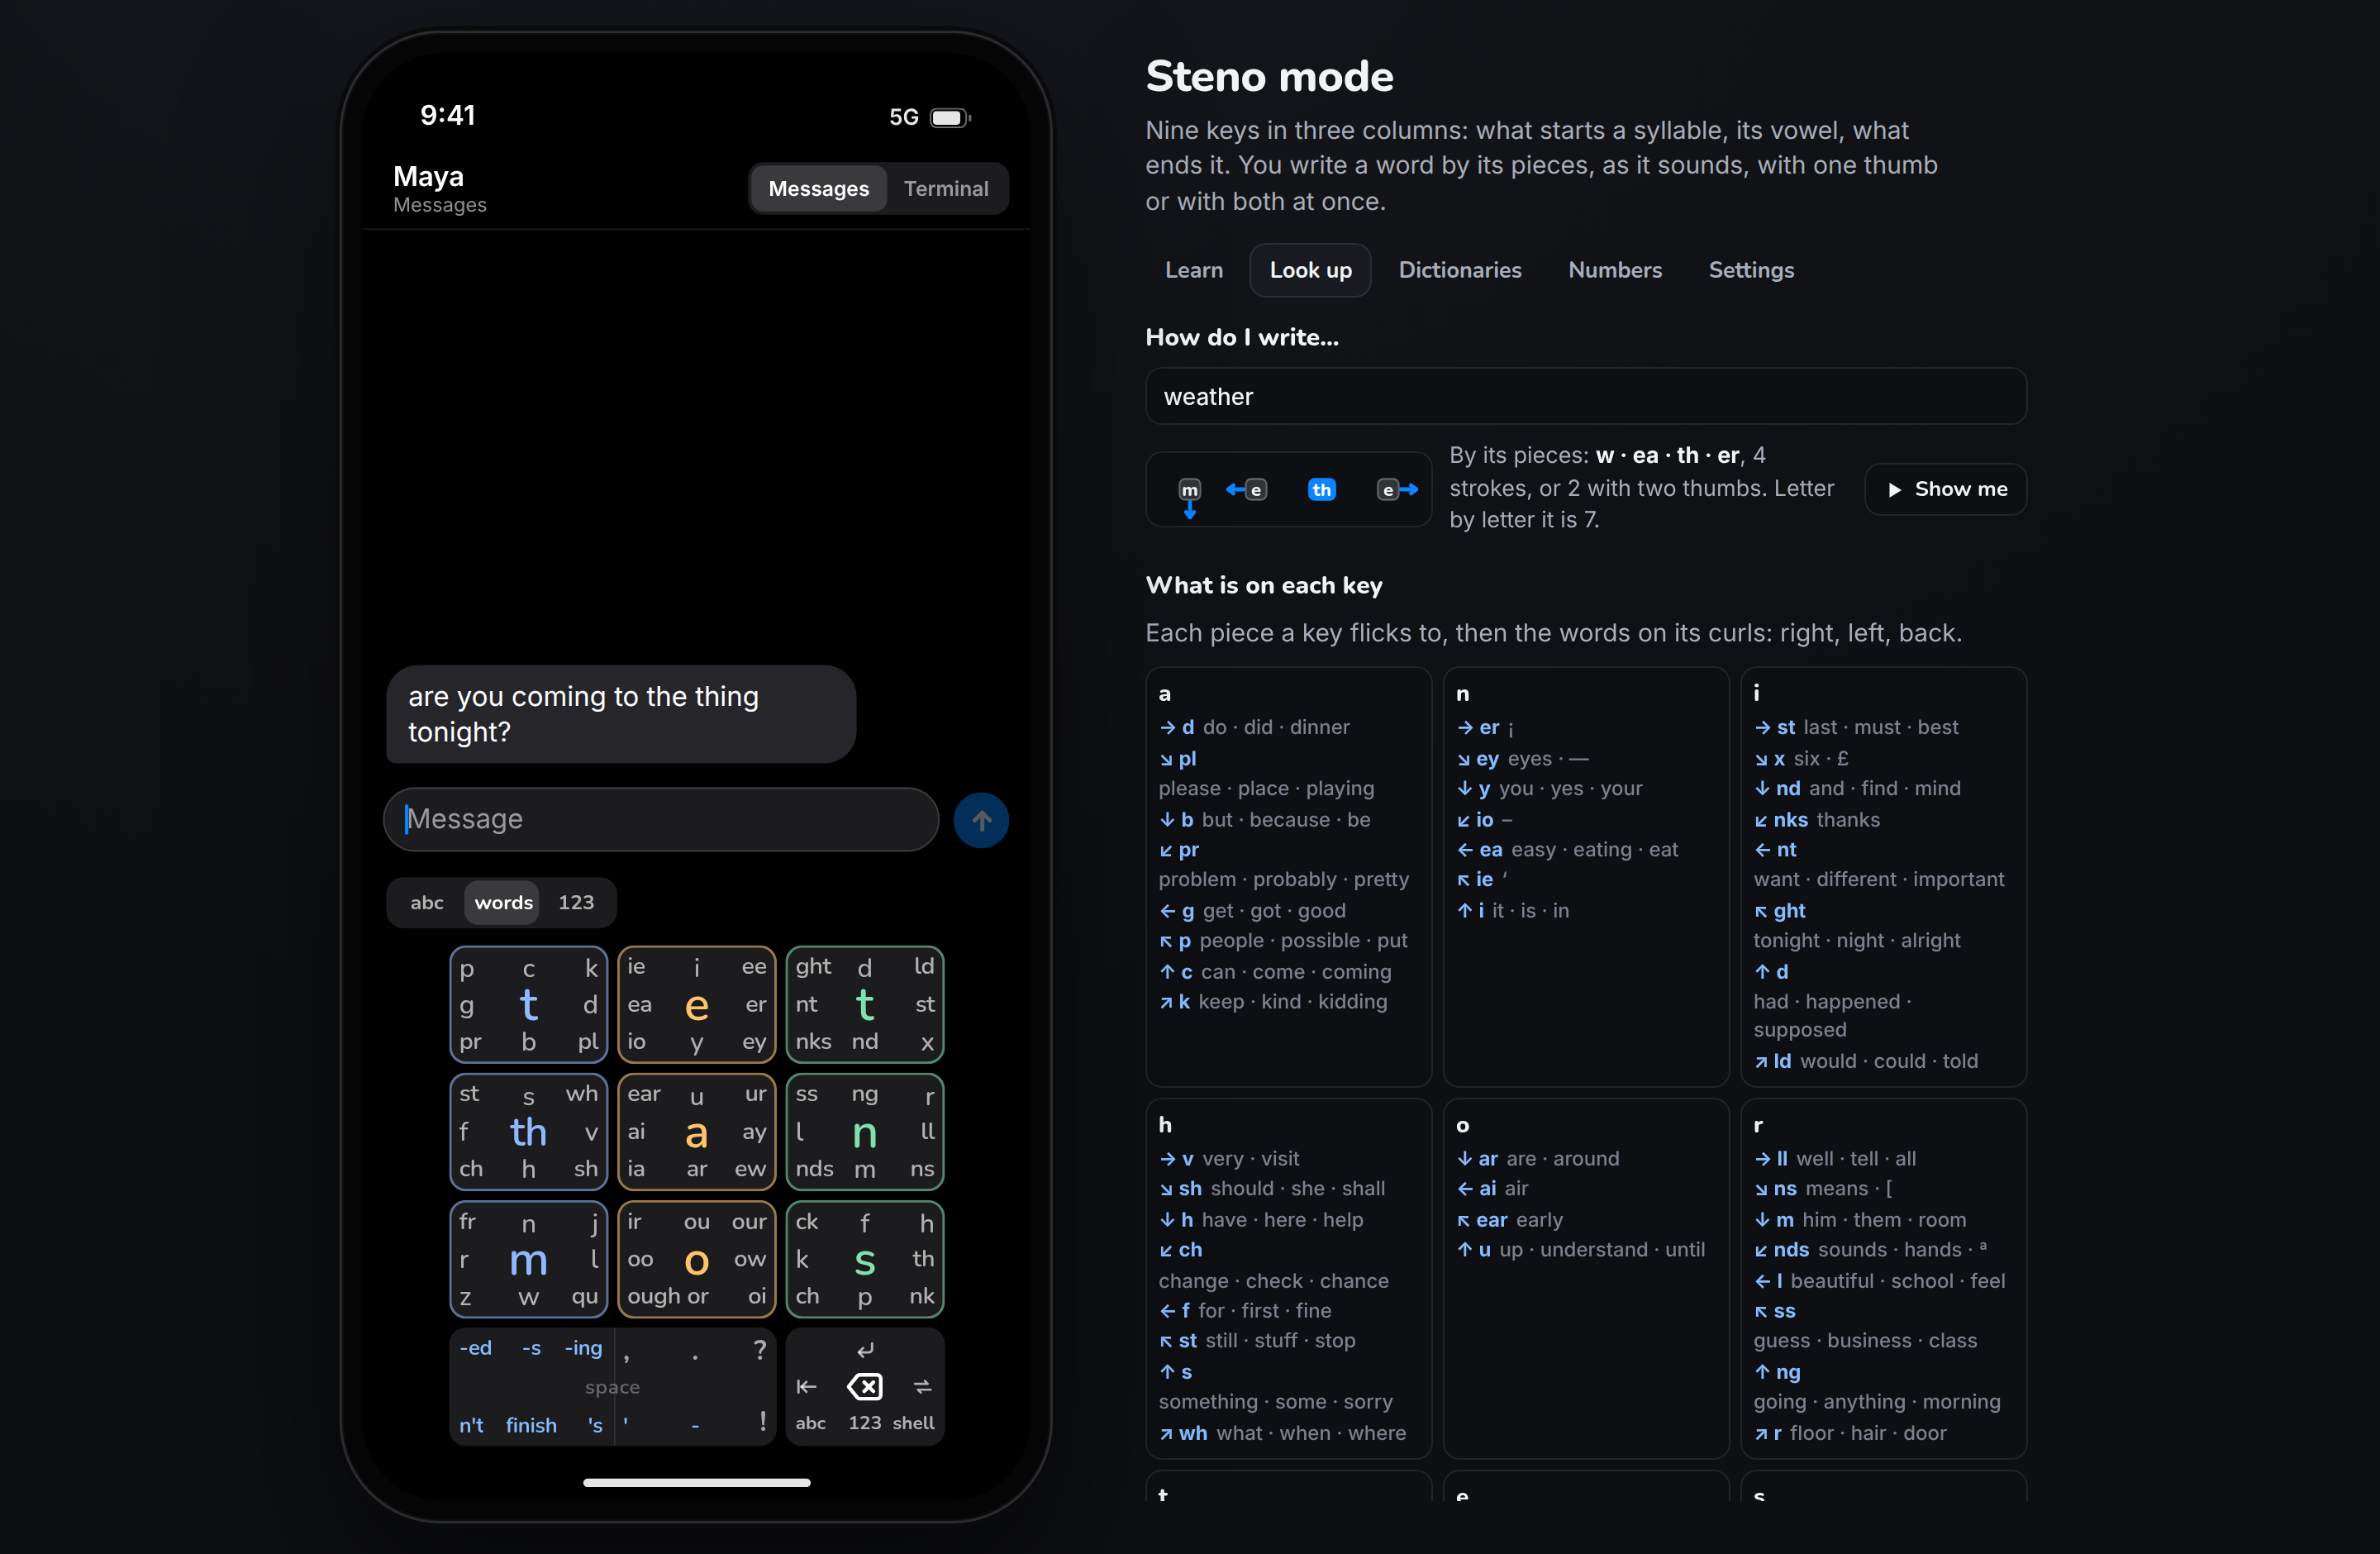 9:41
5G
Maya
Messages
Messages
Terminal
are you coming to the thing
tonight?
Message
abc
words
123
p c k
g t d
pr b pl
ie i ee
ea e er
io y ey
ght d ld
nt t st
nks nd x
st s wh
f th v
ch h sh
ear u ur
ai a ay
ia ar ew
ss ng r
l n ll
nds m ns
fr n j
r m l
z w qu
ir ou our
oo o ow
ough or oi
ck f h
k s th
ch p nk
-ed -s -ing , . ?
space
n't finish 's ' - !
abc 123 shell
Steno mode
Nine keys in three columns: what starts a syllable, its vowel, what
ends it. You write a word by its pieces, as it sounds, with one thumb
or with both at once.
Learn
Look up
Dictionaries
Numbers
Settings
How do I write...
weather
m ← e th e →
By its pieces: w · ea · th · er, 4
strokes, or 2 with two thumbs. Letter
by letter it is 7.
Show me
What is on each key
Each piece a key flicks to, then the words on its curls: right, left, back.
a
→ d do · did · dinner
↘ pl
please · place · playing
↓ b but · because · be
↙ pr
problem · probably · pretty
← g get · got · good
↖ p people · possible · put
↑ c can · come · coming
↗ k keep · kind · kidding
n
→ er ¡
↘ ey eyes · —
↓ y you · yes · your
↙ io –
← ea easy · eating · eat
↖ ie ‘
↑ i it · is · in
i
→ st last · must · best
↘ x six · £
↓ nd and · find · mind
↙ nks thanks
← nt
want · different · important
↖ ght
tonight · night · alright
↑ d
had · happened ·
supposed
↗ ld would · could · told
h
→ v very · visit
↘ sh should · she · shall
↓ h have · here · help
↙ ch
change · check · chance
← f for · first · fine
↖ st still · stuff · stop
↑ s
something · some · sorry
↗ wh what · when · where
o
↓ ar are · around
← ai air
↖ ear early
↑ u up · understand · until
r
→ ll well · tell · all
↘ ns means · [
↓ m him · them · room
↙ nds sounds · hands · ª
← l beautiful · school · feel
↖ ss
guess · business · class
↑ ng
going · anything · morning
↗ r floor · hair · door
t
e
s